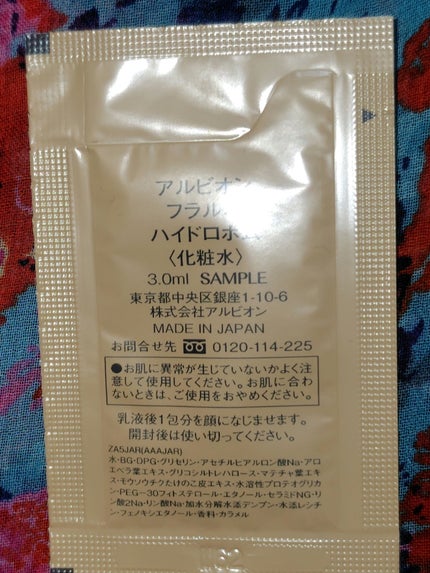 アルビオン
フラル
ハイドロ
〈化粧水〉
3.0ml SAMPLE
東京都中央区銀座1-10-6
株式会社アルビオン
MADE IN JAPAN
お問合せ先 0120-114-225
●お肌に異常が生じていないかよく注
意して使用してください。お肌に合わ
ないときは、ご使用をおやめください。
乳液後1包分を顔になじませます。
開封後は使い切ってください。
ZA5JAR(AAAJAR)
水・BG・DPG・グリセリン・アセチルヒアルロン酸Na・アロ
エベラ葉エキス・グリコシルトレハロース・マテチャ葉エキ
ス・モウソウチクたけのこ皮エキス・水溶性プロテオグリカ
ン・PEG-30フィトステロール・エタノール・セラミドNG・リ
ン酸2Na・リン酸Na・加水分解水添デンプン・水添レシチ
ン・フェノキシエタノール・香料・カラメル